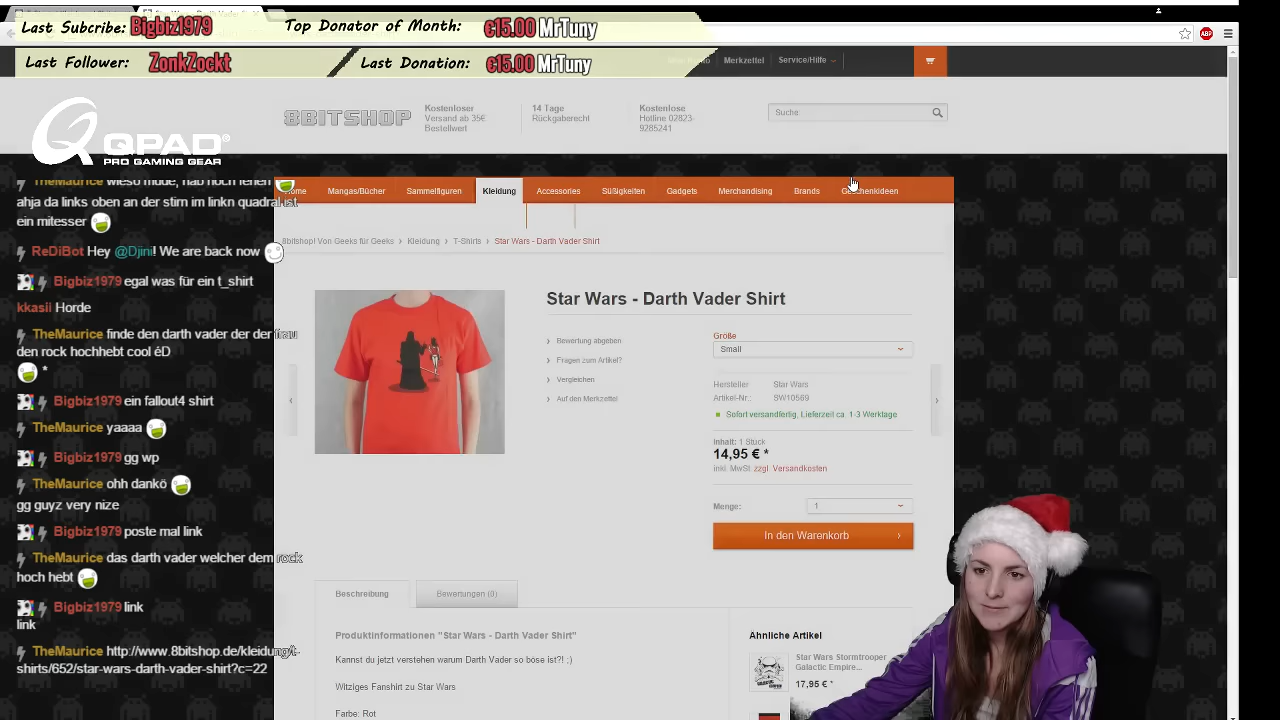 Last Subcribe: Bigbiz1979
Top Donator of Month: €15.00 MrTuny
Last Follower: ZonkZockt
Last Donation: €15.00 MrTuny
Merkzettel
Service/Hilfe
ABP
QPAD
PRO GAMING GEAR
8BITSHOP
Kostenloser
Versand ab 35€
Bestellwert
14 Tage
Rückgaberecht
Kostenlose
Hotline 02823-
9285241
Suche:
Mangas/Bücher Sammelfiguren Kleidung Accessories Süßigkeiten Gadgets Merchandising Brands Geschenkideen
8bitshop! Von Geeks für Geeks › Kleidung › T-Shirts › Star Wars - Darth Vader Shirt
TheMaurice wieso müde, hab noch
ahja da links oben an der stirn im linkn quadrat ist
ein mitesser
ReDiBot Hey @Djini! We are back now
Bigbiz1979 egal was für ein t_shirt
kkasii Horde
TheMaurice finde den darth vader der der frau
den rock hochhebt cool éD
*
Bigbiz1979 ein fallout4 shirt
TheMaurice yaaaa
Bigbiz1979 gg wp
TheMaurice ohh dankö
gg guyz very nize
Bigbiz1979 poste mal link
TheMaurice das darth vader welcher dem rock
hoch hebt
Bigbiz1979 link
link
TheMaurice http://www.8bitshop.de/kleidung/t-
shirts/652/star-wars-darth-vader-shirt?c=22
Star Wars - Darth Vader Shirt
› Bewertung abgeben
› Fragen zum Artikel?
› Vergleichen
› Auf den Merkzettel
Größe
Small
Hersteller Star Wars
Artikel-Nr.: SW10569
Sofort versandfertig, Lieferzeit ca. 1-3 Werktage
Inhalt: 1 Stück
14,95 € *
inkl. MwSt. zzgl. Versandkosten
Menge: 1
In den Warenkorb ›
Beschreibung
Bewertungen (0)
Produktinformationen "Star Wars - Darth Vader Shirt"
Kannst du jetzt verstehen warum Darth Vader so böse ist?! ;)
Witziges Fanshirt zu Star Wars
Farbe: Rot
Ähnliche Artikel
Star Wars Stormtrooper
Galactic Empire...
17,95 € *